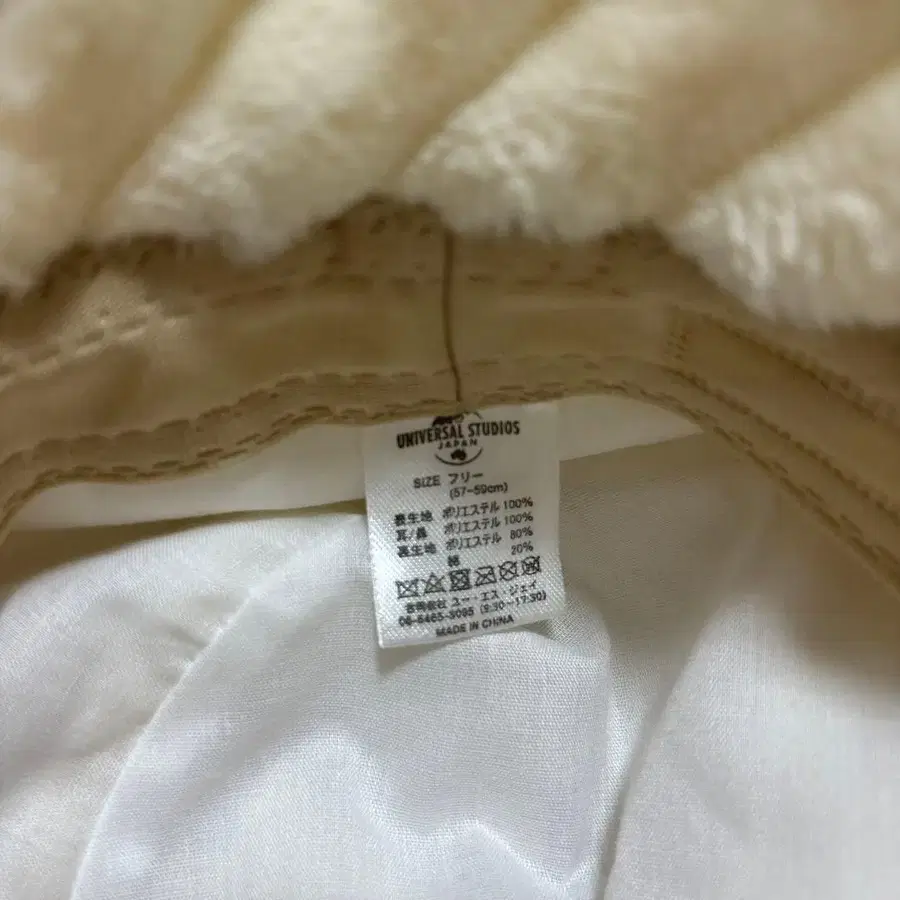 UNIVERSAL STUDIOS
JAPAN
SIZE フリー
(57-59cm)
表生地 ポリエステル 100%
耳/鼻 ポリエステル 100%
裏生地 ポリエステル 80%
綿 20%
合同会社 ユー・エス・ジェイ
06-6465-3095 (9:30-17:30)
MADE IN CHINA